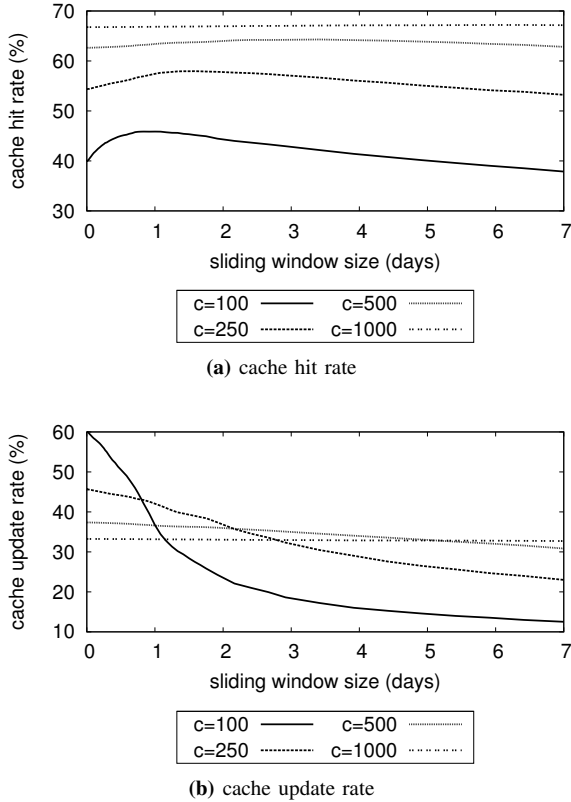 cache hit rate (%)
70
60
50
40
30
0 1 2 3 4 5 6 7
sliding window size (days)
c=100 c=500
c=250 c=1000
(a) cache hit rate
cache update rate (%)
60
50
40
30
20
10
0 1 2 3 4 5 6 7
sliding window size (days)
c=100 c=500
c=250 c=1000
(b) cache update rate